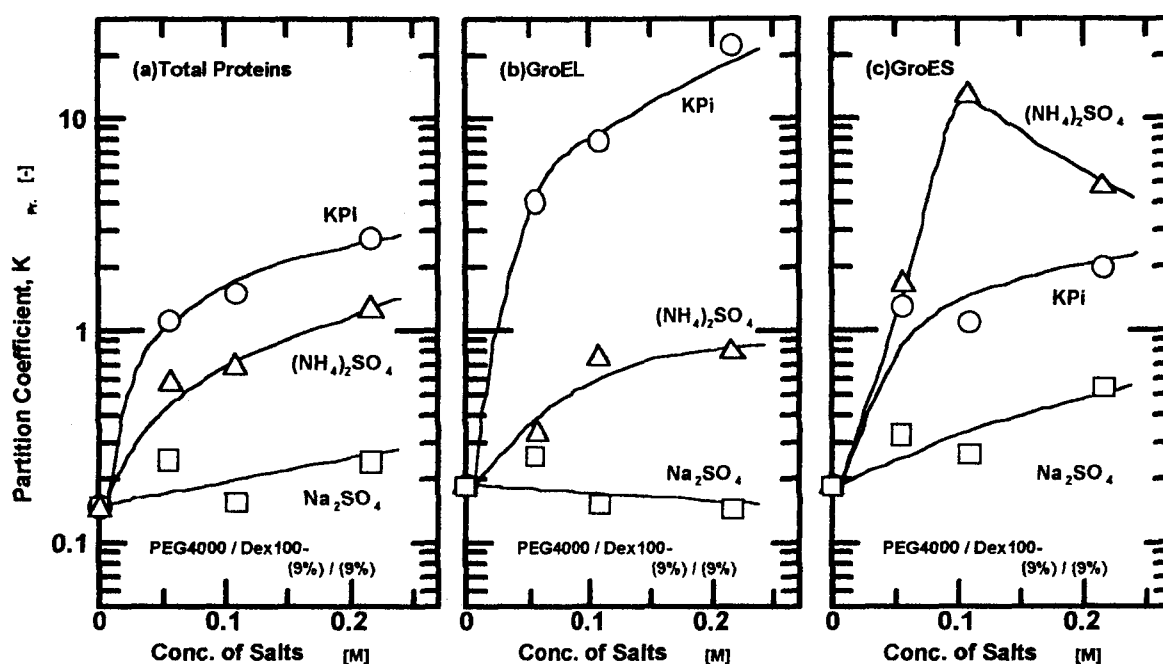 (a)Total Proteins
(b)GroEL
(c)GroES
Partition Coefficient, K Pr. [-]
10
1
0.1
KPi
(NH4)2SO4
Na2SO4
PEG4000 / Dex100-
(9%) / (9%)
KPi
(NH4)2SO4
Na2SO4
PEG4000 / Dex100-
(9%) / (9%)
(NH4)2SO4
KPi
Na2SO4
PEG4000 / Dex100-
(9%) / (9%)
0 0.1 0.2
0 0.1 0.2
0 0.1 0.2
Conc. of Salts [M]
Conc. of Salts [M]
Conc. of Salts [M]